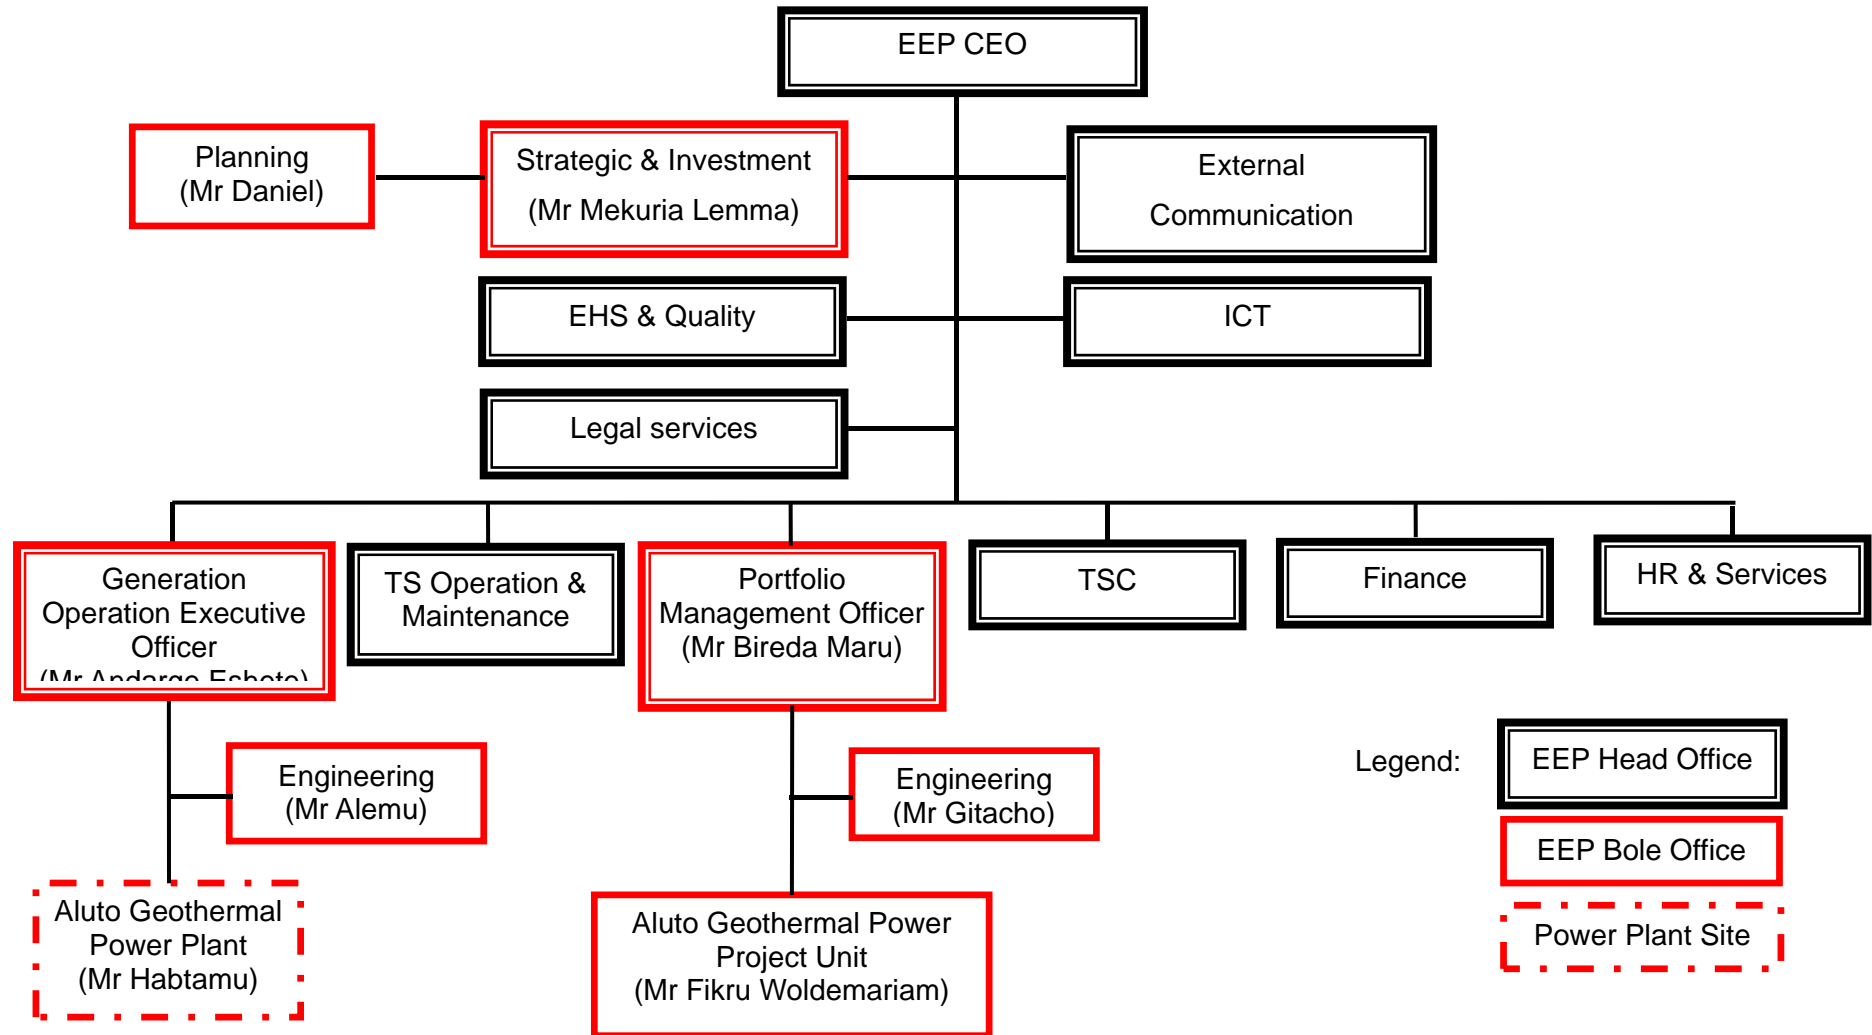 EEP CEO
Planning
(Mr Daniel)
Strategic & Investment
(Mr Mekuria Lemma)
External
Communication
EHS & Quality
ICT
Legal services
Generation
Operation Executive
Officer
(Mr Andarge Eshete)
TS Operation &
Maintenance
Portfolio
Management Officer
(Mr Bireda Maru)
TSC
Finance
HR & Services
Engineering
(Mr Alemu)
Engineering
(Mr Gitacho)
Aluto Geothermal
Power Plant
(Mr Habtamu)
Aluto Geothermal Power
Project Unit
(Mr Fikru Woldemariam)
Legend:
EEP Head Office
EEP Bole Office
Power Plant Site